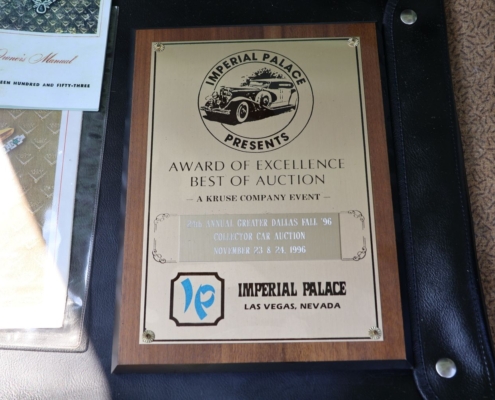 Owner's Manual
EEN HUNDRED AND FIFTY-THREE
IMPERIAL PALACE
PRESENTS
AWARD OF EXCELLENCE
BEST OF AUCTION
— A KRUSE COMPANY EVENT —
ANNUAL GREATER DALLAS FALL '96
COLLECTOR CAR AUCTION
NOVEMBER 23 & 24, 1996
IP IMPERIAL PALACE
LAS VEGAS, NEVADA